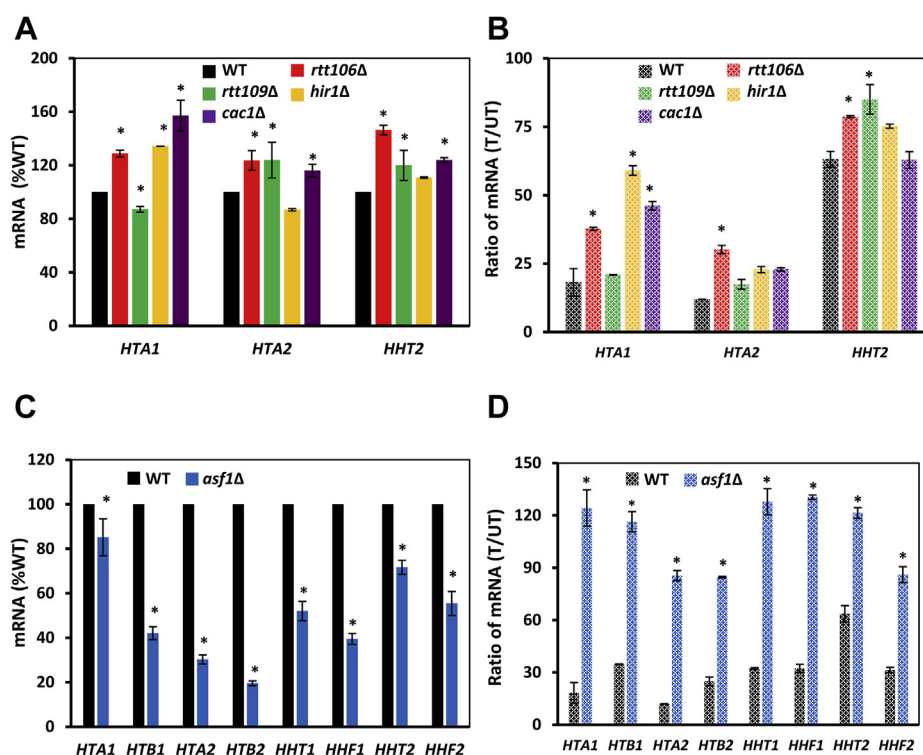 A
200
160
120
80
40
0
mRNA (%WT)
WT
rtt106Δ
rtt109Δ
hir1Δ
cac1Δ
* * * *
* * *
* * *
HTA1 HTA2 HHT2
B
100
75
50
25
0
Ratio of mRNA (T/UT)
WT
rtt106Δ
rtt109Δ
hir1Δ
cac1Δ
* * *
*
* *
HTA1 HTA2 HHT2
C
120
100
80
60
40
20
0
mRNA (%WT)
WT asf1Δ
* * * * * * * *
HTA1 HTB1 HTA2 HTB2 HHT1 HHF1 HHT2 HHF2
D
150
120
90
60
30
0
Ratio of mRNA (T/UT)
WT asf1Δ
* * * * * * * *
HTA1 HTB1 HTA2 HTB2 HHT1 HHF1 HHT2 HHF2